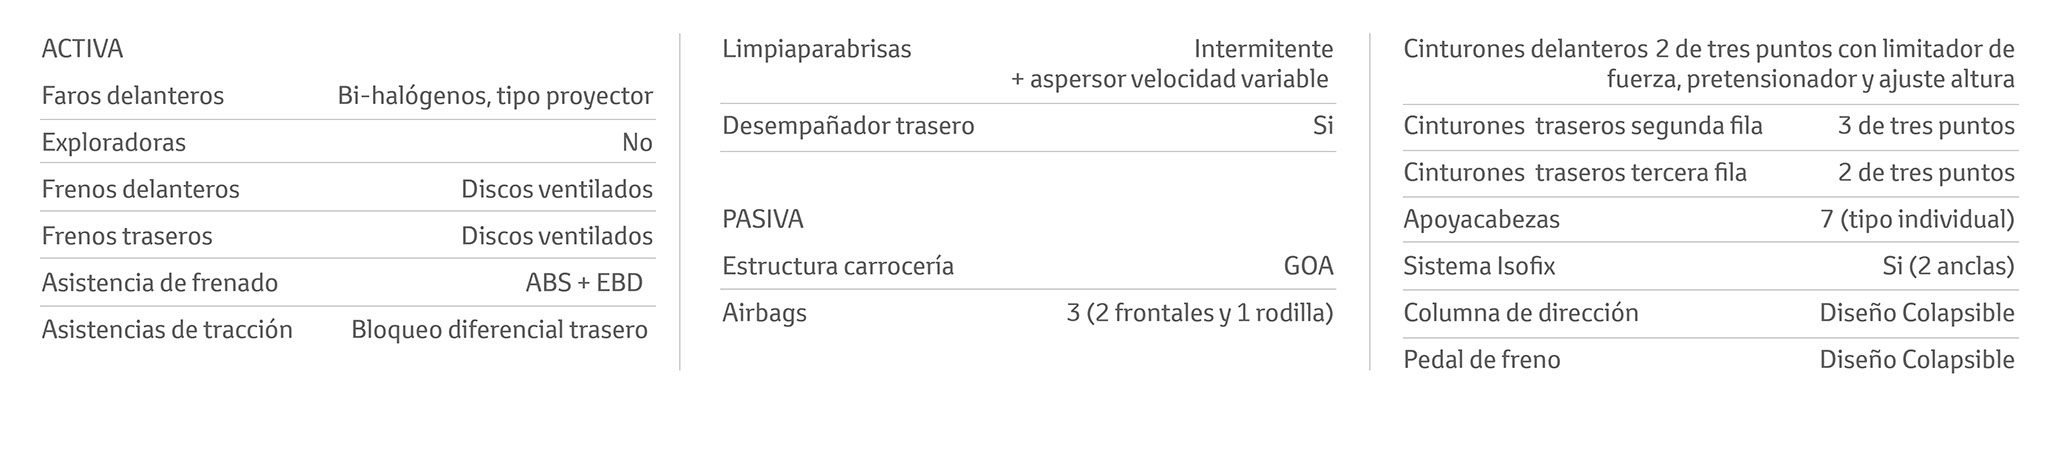 ACTIVA
Faros delanteros Bi-halógenos, tipo proyector
Exploradoras No
Frenos delanteros Discos ventilados
Frenos traseros Discos ventilados
Asistencia de frenado ABS + EBD
Asistencias de tracción Bloqueo diferencial trasero
Limpiaparabrisas Intermitente
+ aspersor velocidad variable
Desempañador trasero Si
PASIVA
Estructura carrocería GOA
Airbags 3 (2 frontales y 1 rodilla)
Cinturones delanteros 2 de tres puntos con limitador de
fuerza, pretensionador y ajuste altura
Cinturones traseros segunda fila 3 de tres puntos
Cinturones traseros tercera fila 2 de tres puntos
Apoyacabezas 7 (tipo individual)
Sistema Isofix Si (2 anclas)
Columna de dirección Diseño Colapsible
Pedal de freno Diseño Colapsible